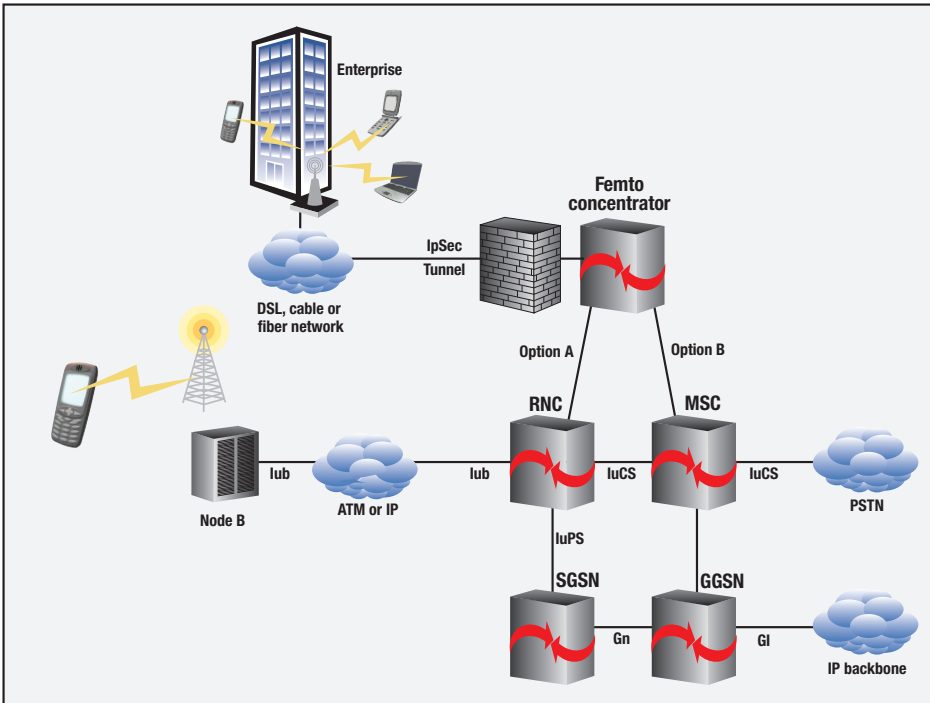 Enterprise
Femto
concentrator
IpSec
Tunnel
DSL, cable or
fiber network
Option A
Option B
RNC
MSC
Iub
Iub
IuCS
IuCS
ATM or IP
Node B
PSTN
IuPS
SGSN
GGSN
Gn
GI
IP backbone